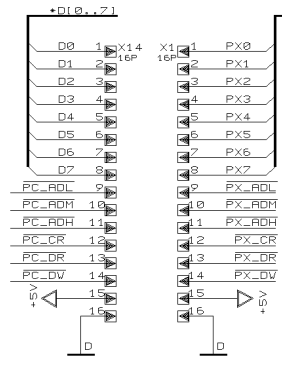 *D[0..7]
D0 1 X14 X1 1 PX0
16P 16P
D1 2 2 PX1
D2 3 3 PX2
D3 4 4 PX3
D4 5 5 PX4
D5 6 6 PX5
D6 7 7 PX6
D7 8 8 PX7
PC_ADL 9 9 PX_ADL
PC_ADM 10 10 PX_ADM
PC_ADH 11 11 PX_ADH
PC_CR 12 12 PX_CR
PC_DR 13 13 PX_DR
PC_DW 14 14 PX_DW
+5V 15 15 +5V
16 16
D D